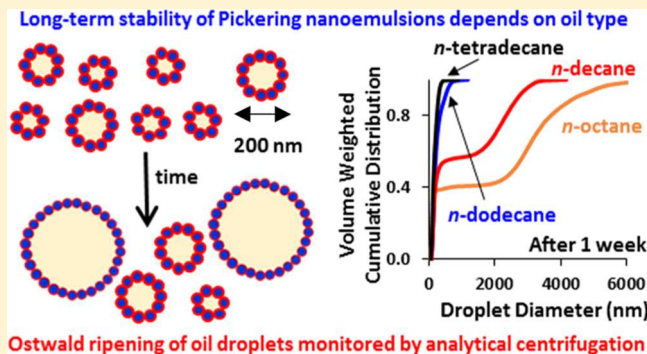 Long-term stability of Pickering nanoemulsions depends on oil type
200 nm
time
n-tetradecane
n-decane
n-octane
n-dodecane
After 1 week
Volume Weighted
Cumulative Distribution
0.8
0.4
0.0
0 2000 4000 6000
Droplet Diameter (nm)
Ostwald ripening of oil droplets monitored by analytical centrifugation